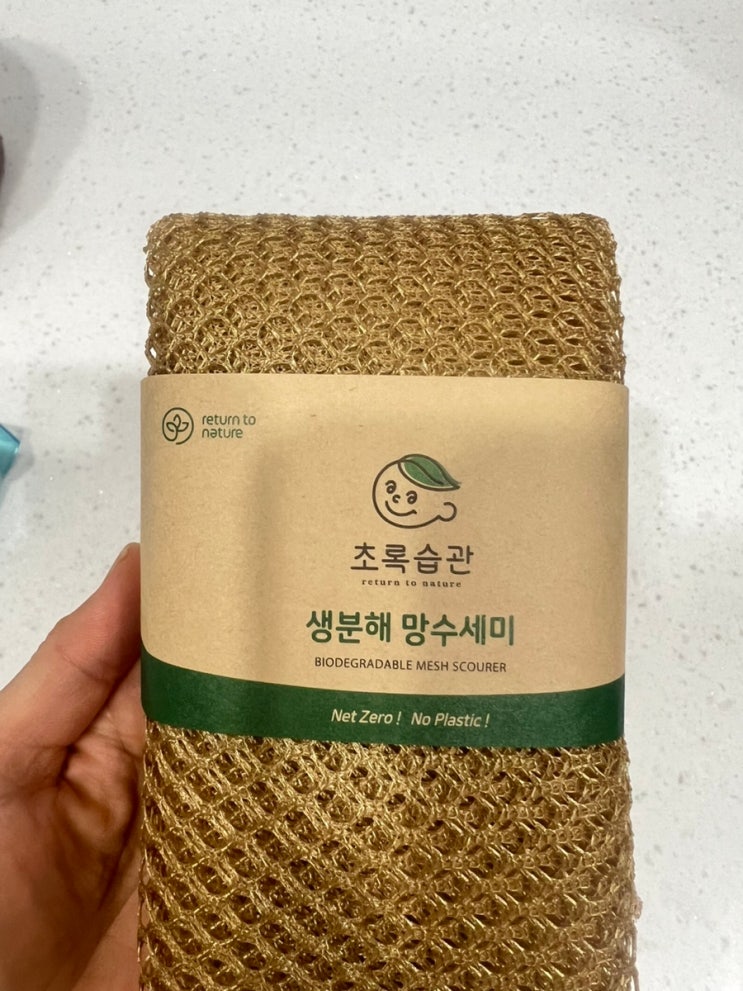 return to
nature
초록습관
return to nature
생분해 망수세미
BIODEGRADABLE MESH SCOURER
Net Zero ! No Plastic !